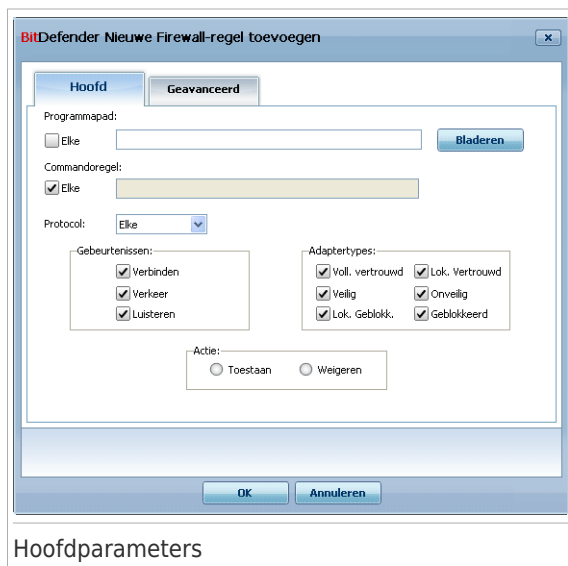 BitDefender Nieuwe Firewall-regel toevoegen
Hoofd Geavanceerd
Programmapad:
Elke Bladeren
Commandoregel:
Elke
Protocol: Elke
Gebeurtenissen: Adaptertypes:
Verbinden Voll. vertrouwd Lok. Vertrouwd
Verkeer Veilig Onveilig
Luisteren Lok. Geblokk. Geblokkeerd
Actie:
Toestaan Weigeren
OK Annuleren
Hoofdparameters